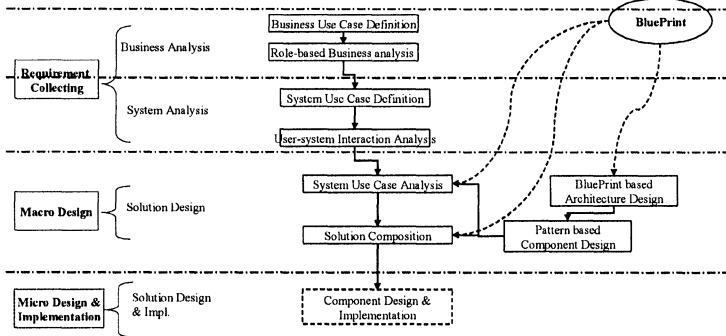 Business Use Case Definition
BluePrint
Business Analysis
Role-based Business analysis
Requirement
Collecting
System Use Case Definition
System Analysis
User-system Interaction Analysis
System Use Case Analysis
BluePrint based
Architecture Design
Macro Design
Solution Design
Solution Composition
Pattern based
Component Design
Micro Design &
Implementation
Solution Design
& Impl.
Component Design &
Implementation